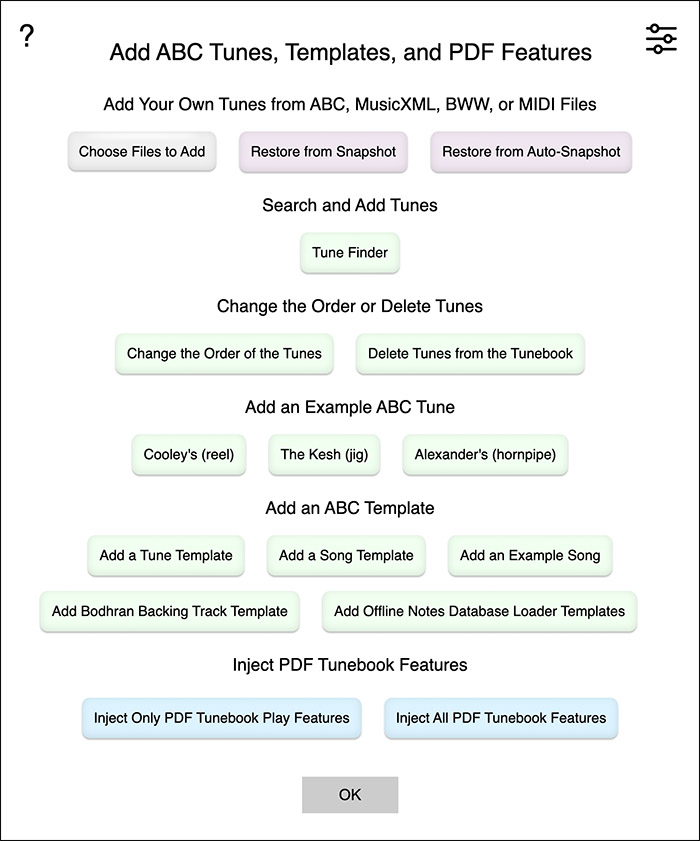 ?
Add ABC Tunes, Templates, and PDF Features
Add Your Own Tunes from ABC, MusicXML, BWW, or MIDI Files
Choose Files to Add Restore from Snapshot Restore from Auto-Snapshot
Search and Add Tunes
Tune Finder
Change the Order or Delete Tunes
Change the Order of the Tunes Delete Tunes from the Tunebook
Add an Example ABC Tune
Cooley's (reel) The Kesh (jig) Alexander's (hornpipe)
Add an ABC Template
Add a Tune Template Add a Song Template Add an Example Song
Add Bodhran Backing Track Template Add Offline Notes Database Loader Templates
Inject PDF Tunebook Features
Inject Only PDF Tunebook Play Features Inject All PDF Tunebook Features
OK